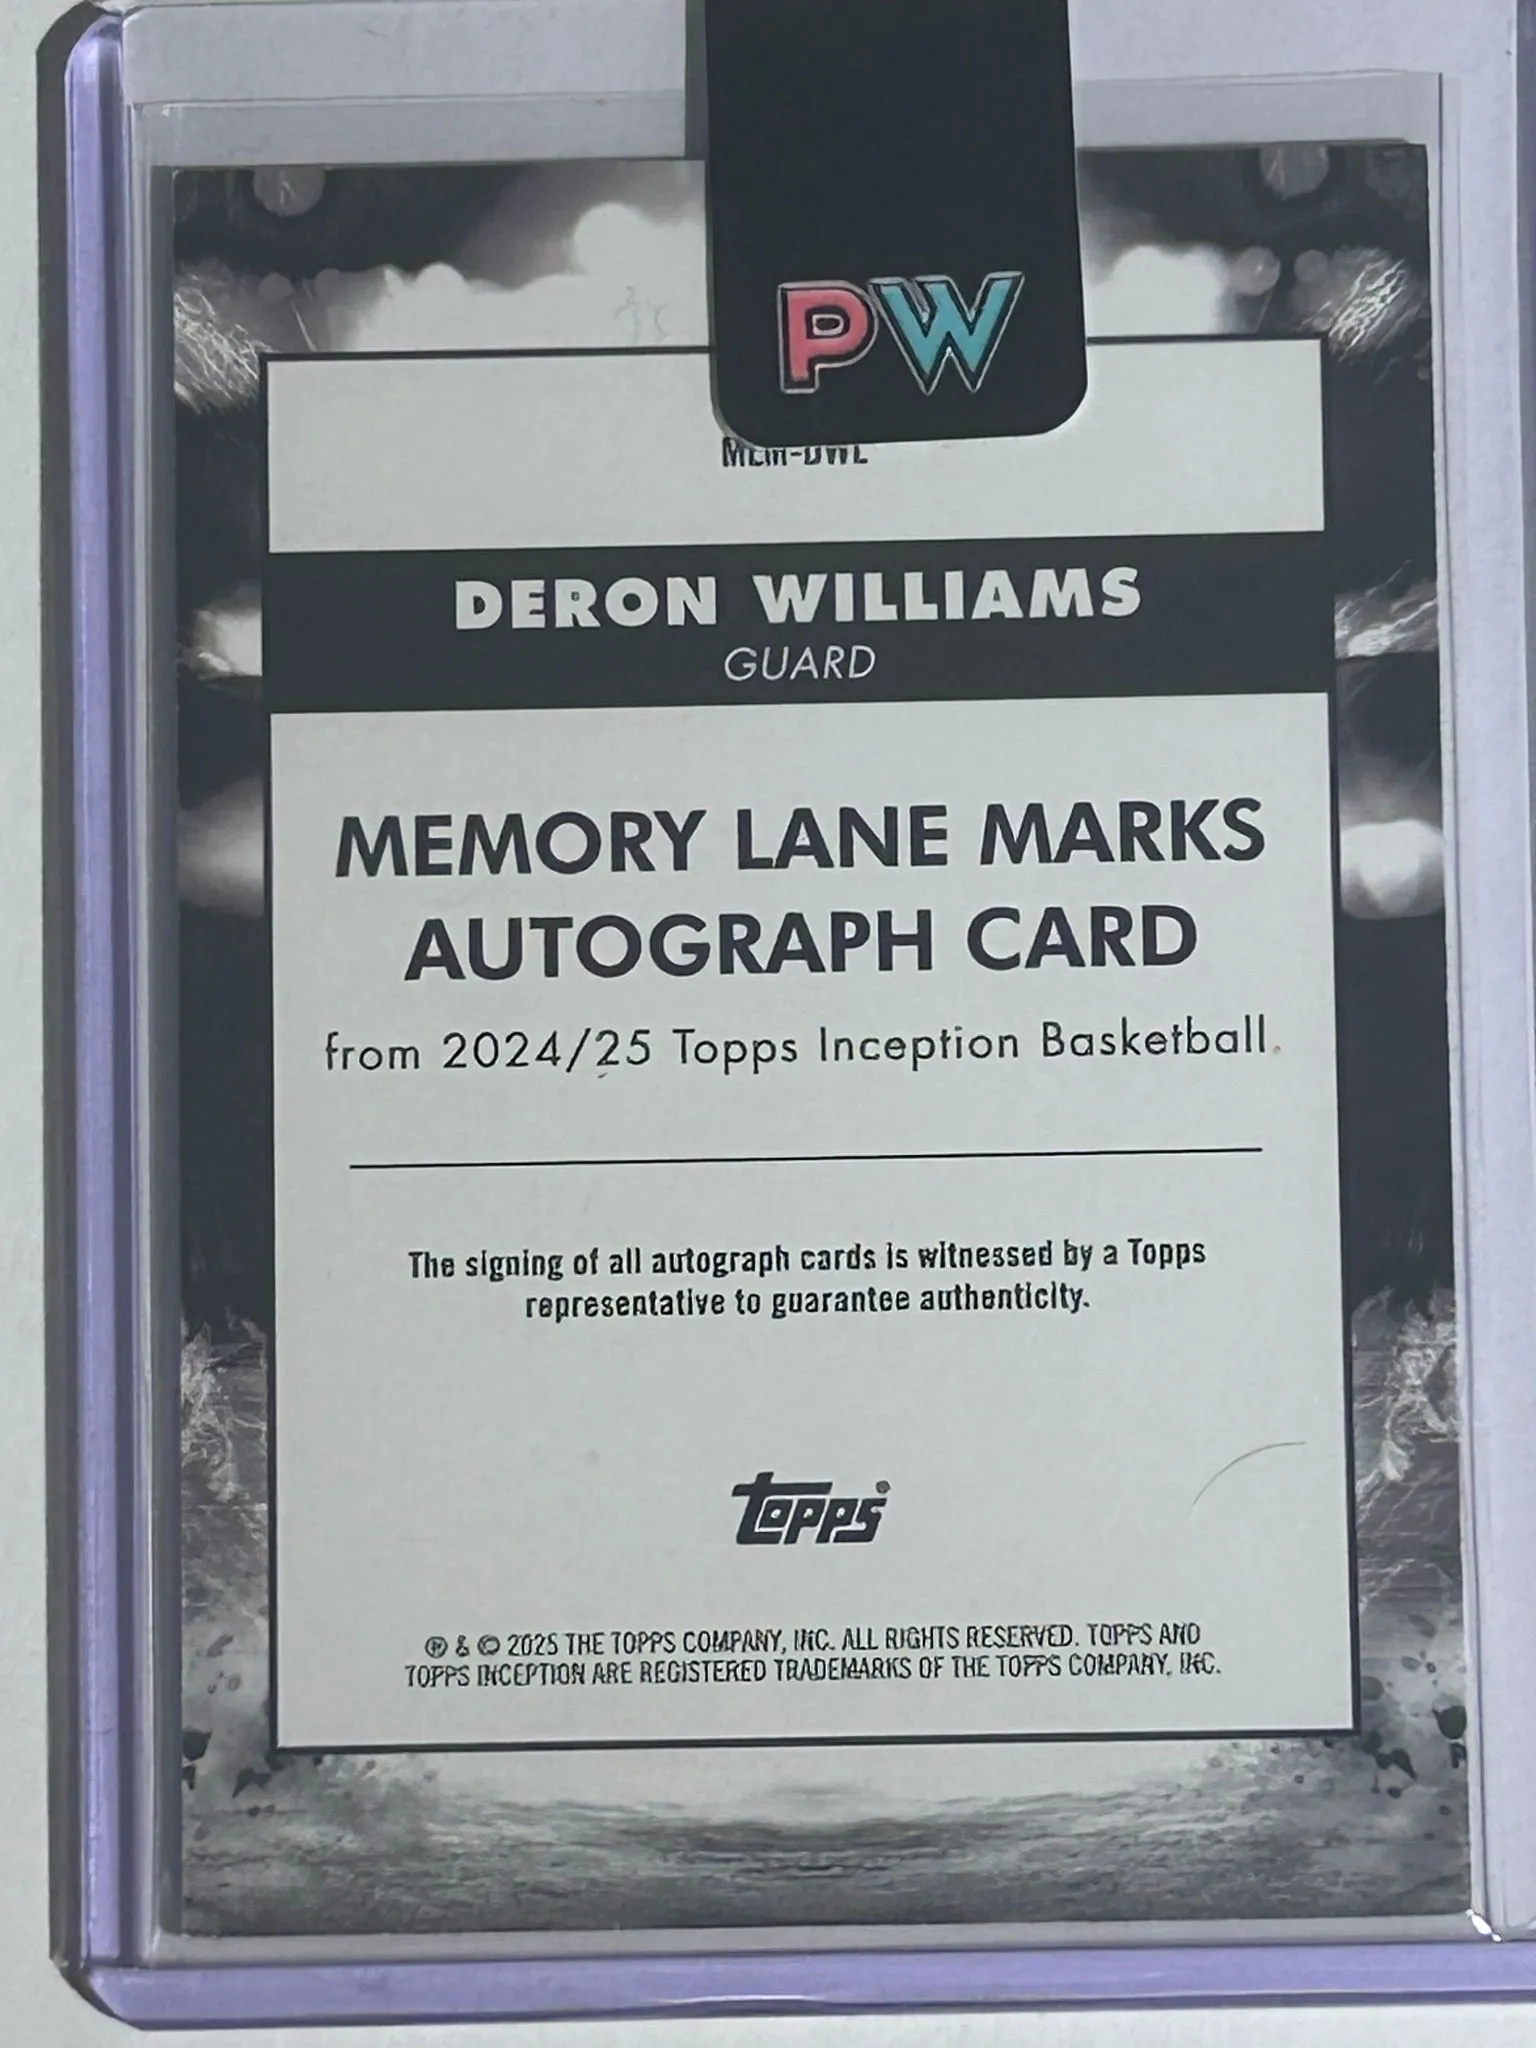 PW
DERON WILLIAMS
GUARD
MEMORY LANE MARKS
AUTOGRAPH CARD
from 2024/25 Topps Inception Basketball.
The signing of all autograph cards is witnessed by a Topps
representative to guarantee authenticity.
topps®
℗ & © 2025 THE TOPPS COMPANY, INC. ALL RIGHTS RESERVED. TOPPS AND
TOPPS INCEPTION ARE REGISTERED TRADEMARKS OF THE TOPPS COMPANY, INC.